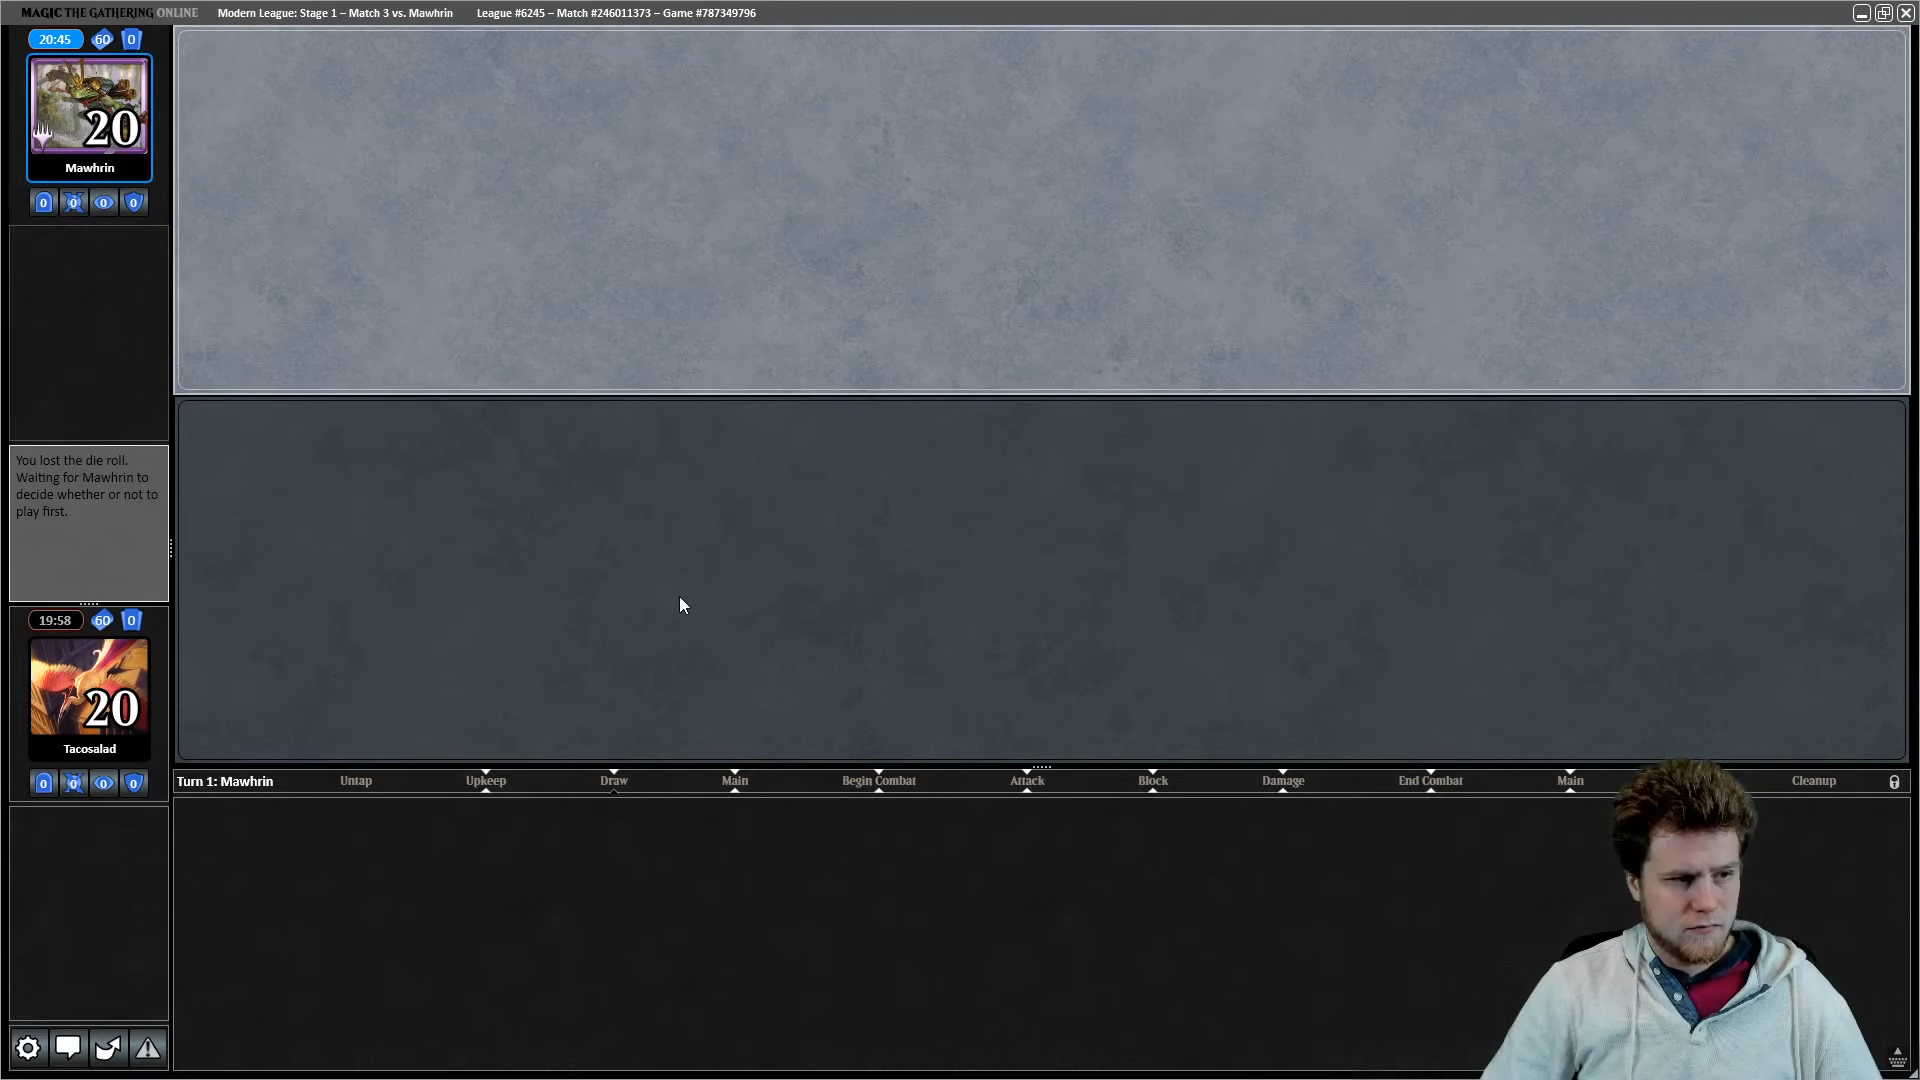 MAGIC THE GATHERING ONLINE
Modern League: Stage 1 – Match 3 vs. Mawhrin
League #6245 – Match #246011373 – Game #787349796
20:45 60 0
20
Mawhrin
0 0 0 0
You lost the die roll.
Waiting for Mawhrin to
decide whether or not to
play first.
19:58 60 0
20
Tacosalad
0 0 0 0
Turn 1: Mawhrin Untap Upkeep Draw Main Begin Combat Attack Block Damage End Combat Main Cleanup